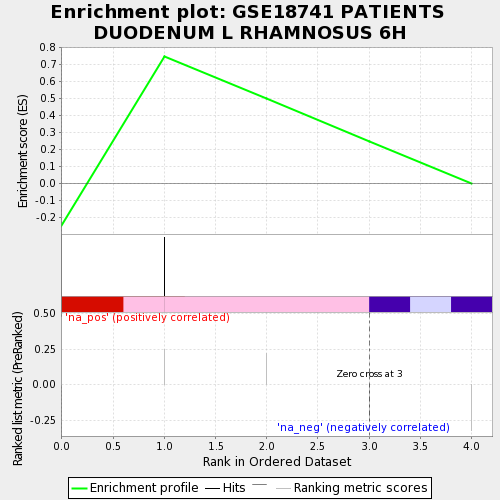 Enrichment plot: GSE18741 PATIENTS
DUODENUM L RHAMNOSUS 6H
Enrichment score (ES)
0.8
0.7
0.6
0.5
0.4
0.3
0.2
0.1
0.0
-0.1
-0.2
Ranked list metric (PreRanked)
0.50
0.25
0.00
-0.25
'na_pos' (positively correlated)
Zero cross at 3
'na_neg' (negatively correlated)
0.0 0.5 1.0 1.5 2.0 2.5 3.0 3.5 4.0
Rank in Ordered Dataset
Enrichment profile Hits Ranking metric scores